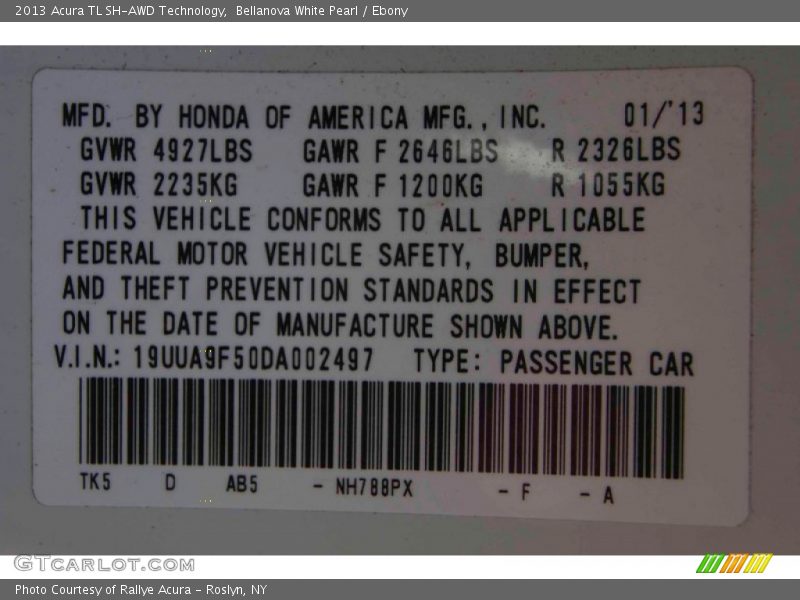 2013 Acura TL SH-AWD Technology,  Bellanova White Pearl / Ebony
MFD. BY HONDA OF AMERICA MFG., INC. 01/'13
GVWR 4927LBS GAWR F 2646LBS R 2326LBS
GVWR 2235KG GAWR F 1200KG R 1055KG
THIS VEHICLE CONFORMS TO ALL APPLICABLE
FEDERAL MOTOR VEHICLE SAFETY, BUMPER,
AND THEFT PREVENTION STANDARDS IN EFFECT
ON THE DATE OF MANUFACTURE SHOWN ABOVE.
V.I.N.: 19UUA9F50DA002497 TYPE: PASSENGER CAR
TK5 D AB5 - NH788PX - F - A
GTCARLOT.COM
Photo Courtesy of Rallye Acura - Roslyn, NY